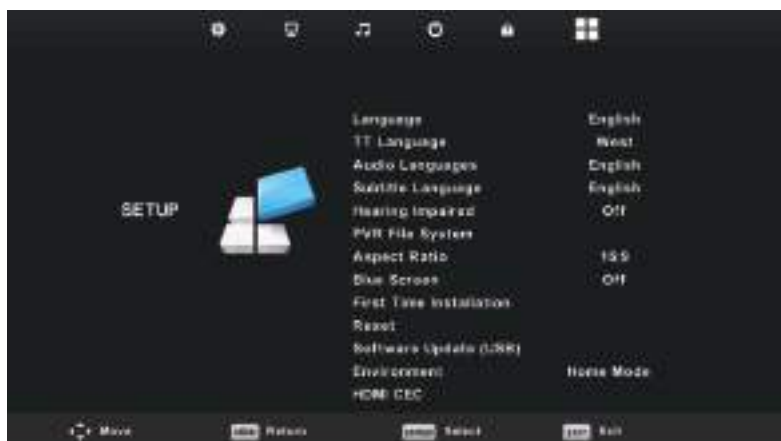 SETUP
Language English
TT Language West
Audio Languages English
Subtitle Language English
Hearing Impaired Off
PVR File System
Aspect Ratio 16:9
Blue Screen Off
First Time Installation
Reset
Software Update (USB)
Environment Home Mode
HDMI CEC
Move Return Select Exit